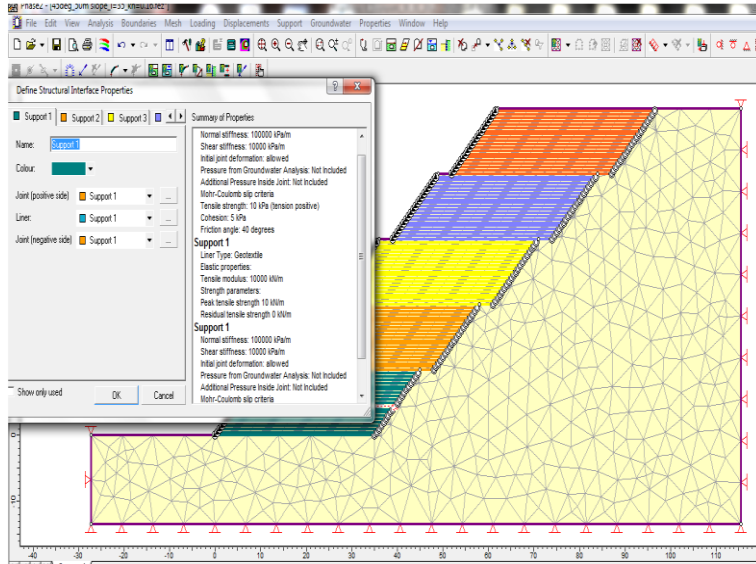 Phase2 - [45deg_50m slope_l=35_kh=0.16.fez]
File Edit View Analysis Boundaries Mesh Loading Displacements Support Groundwater Properties Window Help
Define Structural Interface Properties
Support 1 Support 2 Support 3
Summary of Properties
Name: Support 1
Colour:
Joint (positive side) Support 1 ...
Liner: Support 1 ...
Joint (negative side) Support 1 ...
Normal stiffness: 100000 kPa/m
Shear stiffness: 10000 kPa/m
Initial joint deformation: allowed
Pressure from Groundwater Analysis: Not Included
Additional Pressure Inside Joint: Not Included
Mohr-Coulomb slip criteria
Tensile strength: 10 kPa (tension positive)
Cohesion: 5 kPa
Friction angle: 40 degrees
Support 1
Liner Type: Geotextile
Elastic properties:
Tensile modulus: 10000 kN/m
Strength parameters:
Peak tensile strength 10 kN/m
Residual tensile strength 0 kN/m
Support 1
Normal stiffness: 100000 kPa/m
Shear stiffness: 10000 kPa/m
Initial joint deformation: allowed
Pressure from Groundwater Analysis: Not Included
Additional Pressure Inside Joint: Not Included
Mohr-Coulomb slip criteria
Show only used
OK Cancel
0
-10
-40 -30 -20 -10 0 10 20 30 40 50 60 70 80 90 100 110